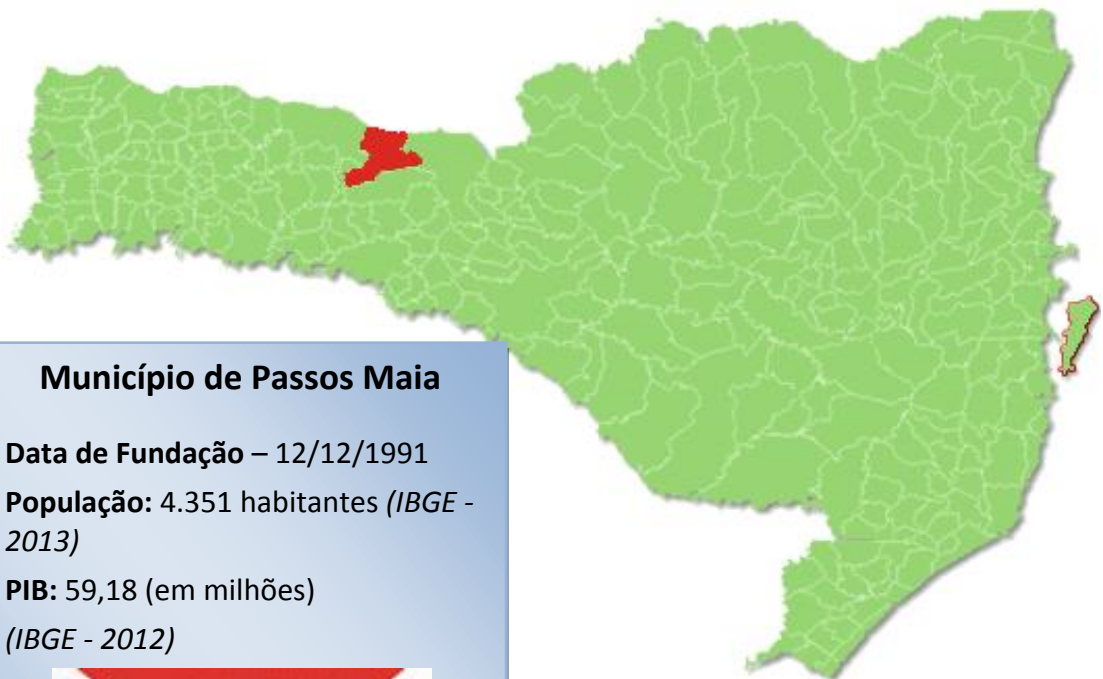 Município de Passos Maia
Data de Fundação – 12/12/1991
População: 4.351 habitantes (IBGE -
2013)
PIB: 59,18 (em milhões)
(IBGE - 2012)